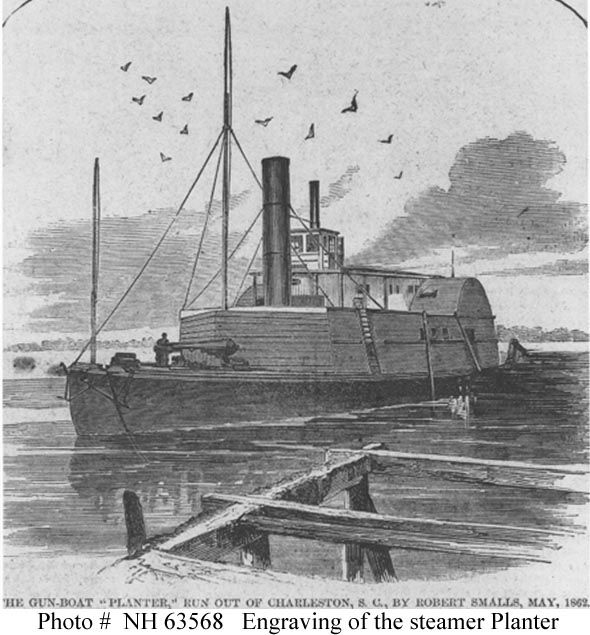 THE GUN-BOAT "PLANTER," RUN OUT OF CHARLESTON, S. C., BY ROBERT SMALLS, MAY, 1862.
Photo # NH 63568 Engraving of the steamer Planter